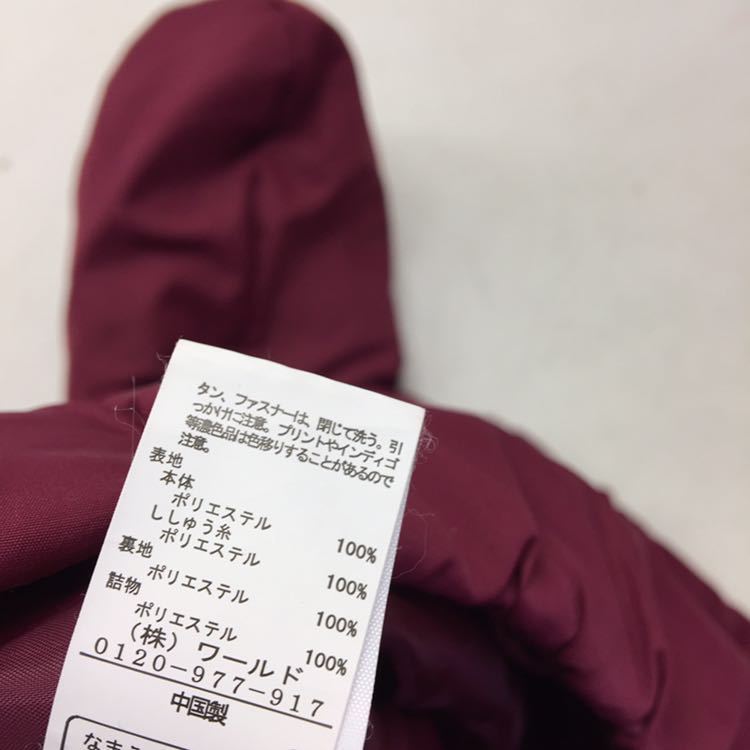 タン、ファスナーは、閉じて洗う。引
つかけに注意。プリントやインディゴ
等濃色品は色移りすることがあるので
注意。
表地
本体
ポリエステル 100%
ししゅう糸
ポリエステル 100%
裏地
ポリエステル 100%
詰物
ポリエステル 100%
(株) ワールド
0120-977-917
中国製
なまえ